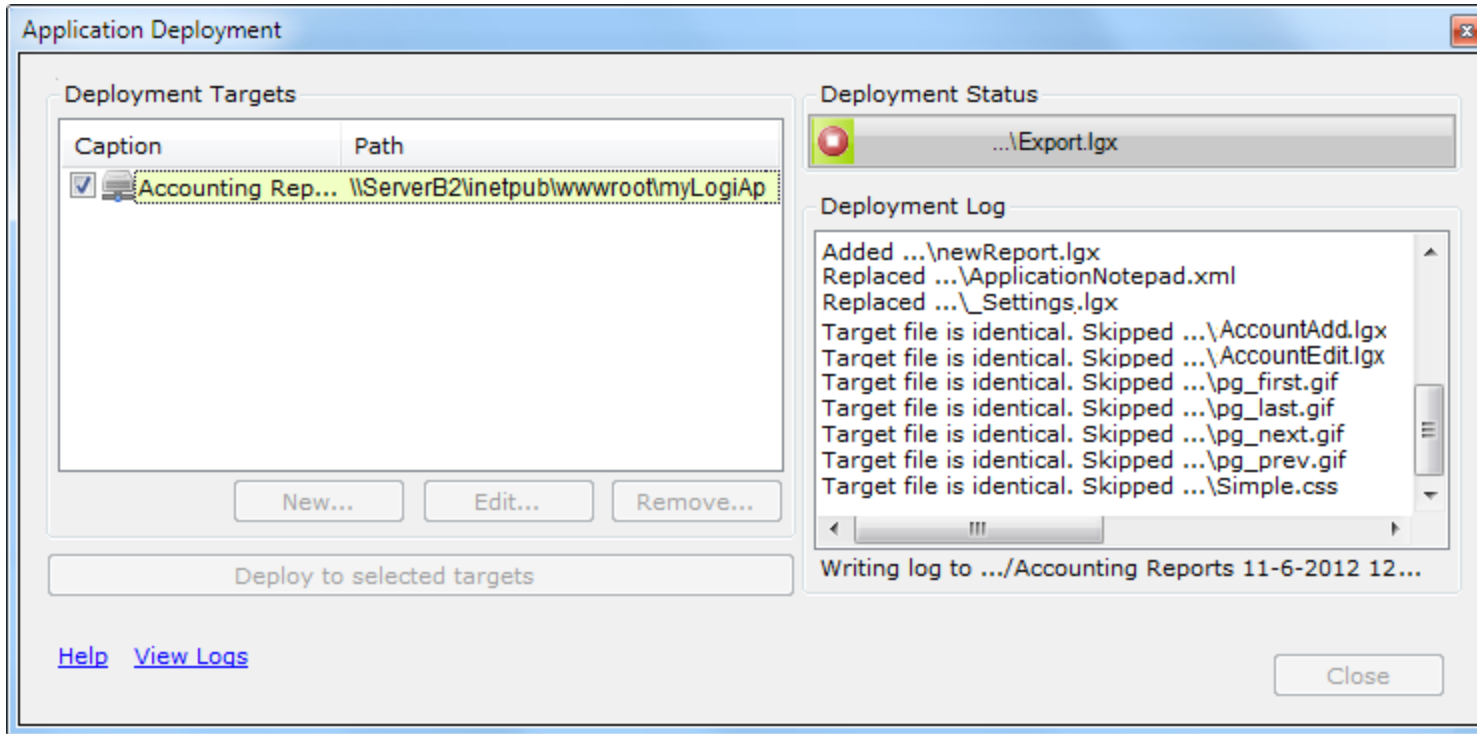 Application Deployment
Deployment Targets
Caption Path
Accounting Rep... \\ServerB2\inetpub\wwwroot\myLogiAp
New... Edit... Remove...
Deploy to selected targets
Help View Logs
Deployment Status
...\Export.lgx
Deployment Log
Added ...\newReport.lgx
Replaced ...\ApplicationNotepad.xml
Replaced ...\_Settings.lgx
Target file is identical. Skipped ...\AccountAdd.lgx
Target file is identical. Skipped ...\AccountEdit.lgx
Target file is identical. Skipped ...\pg_first.gif
Target file is identical. Skipped ...\pg_last.gif
Target file is identical. Skipped ...\pg_next.gif
Target file is identical. Skipped ...\pg_prev.gif
Target file is identical. Skipped ...\Simple.css
Writing log to .../Accounting Reports 11-6-2012 12...
Close